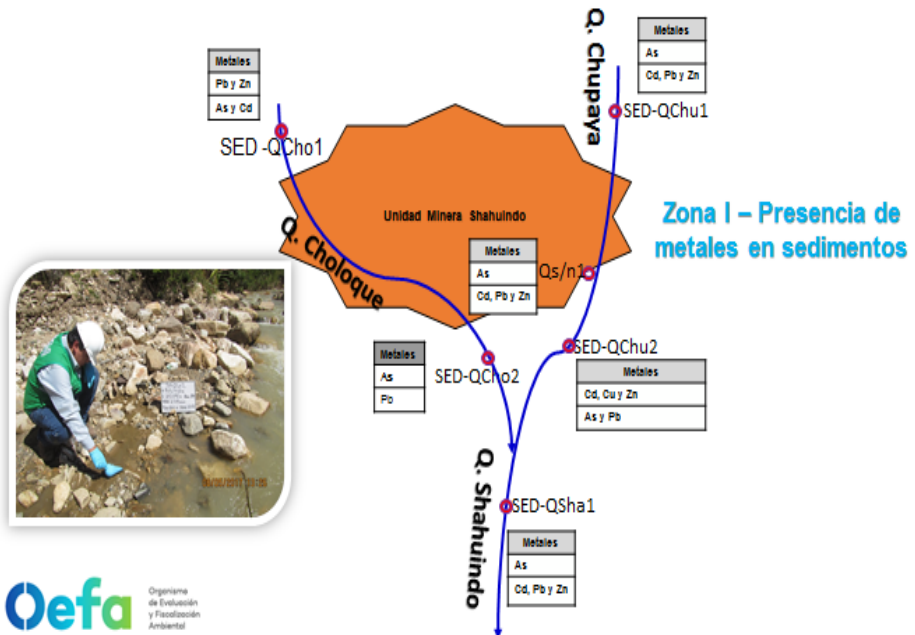 Metales
Pb y Zn
As y Cd
SED -QCho1
Q. Chupaya
Metales
As
Cd, Pb y Zn
SED-QChu1
Unidad Minera Shahuindo
Zona I – Presencia de
metales en sedimentos
Q. Choloque
Metales
As
Cd, Pb y Zn
Qs/n1
SED-QChu2
Metales
As
Pb
SED-QCho2
Metales
Cd, Cu y Zn
As y Pb
Q. Shahuindo
SED-QSha1
Metales
As
Cd, Pb y Zn
Oefa
Organismo
de Evaluación
y Fiscalización
Ambiental